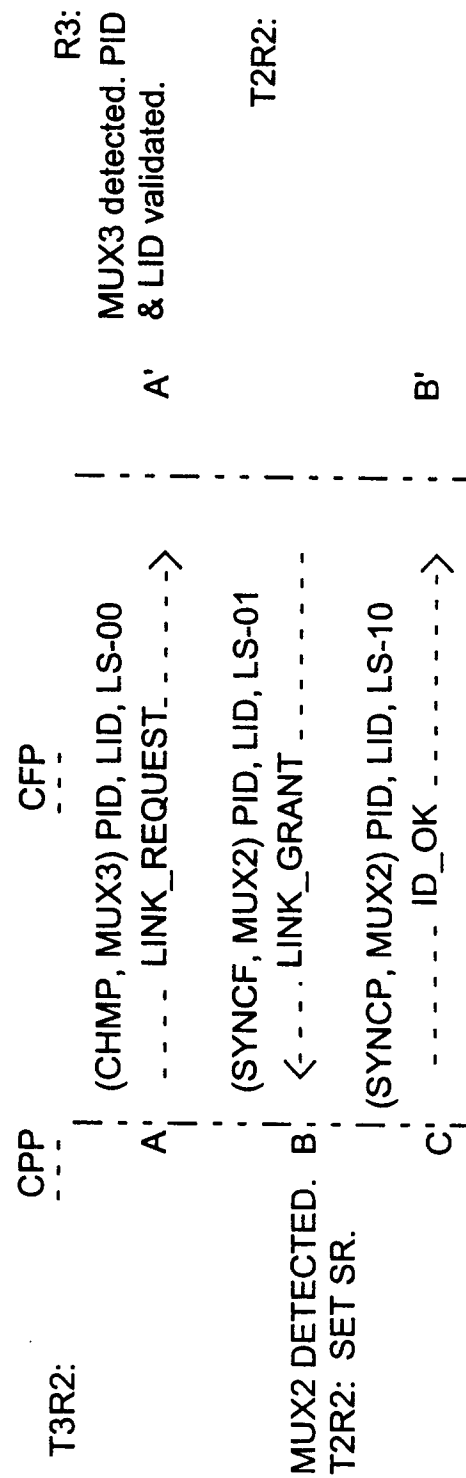 CPP CFP
T3R2: R3:
(CHMP, MUX3) PID, LID, LS-00 MUX3 detected. PID
A LINK_REQUEST A' & LID validated.
(SYNCF, MUX2) PID, LID, LS-01 T2R2:
MUX2 DETECTED. B LINK_GRANT
T2R2: SET SR.
(SYNCP, MUX2) PID, LID, LS-10
C ID_OK B'